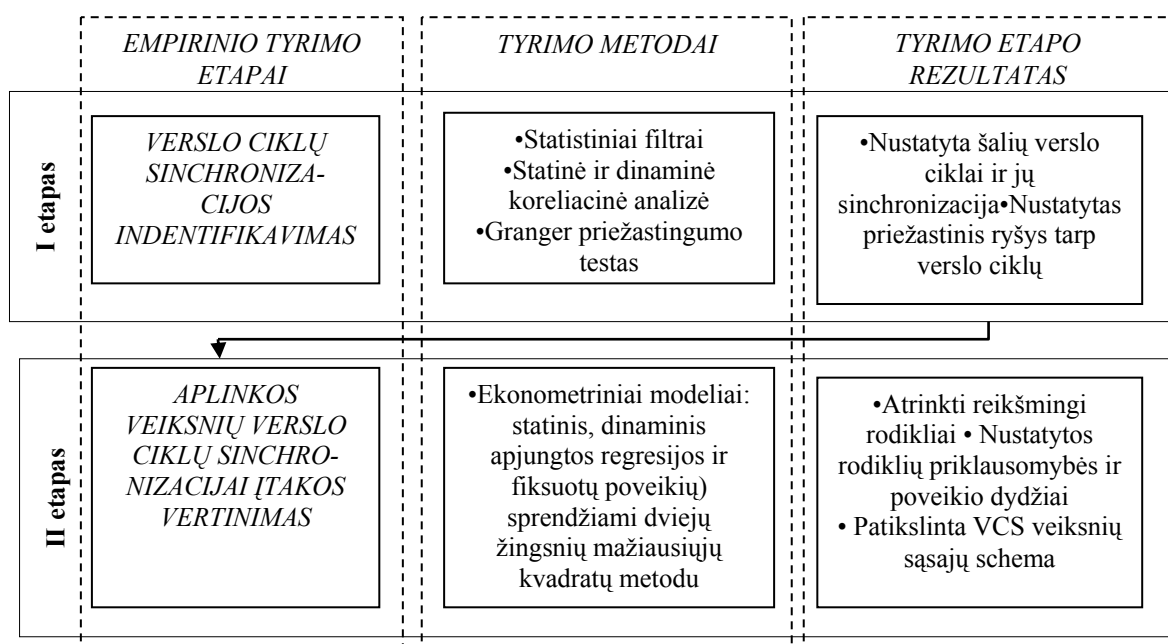 EMPIRINIO TYRIMO
ETAPAI
TYRIMO METODAI
TYRIMO ETAPO
REZULTATAS
I etapas
VERSLO CIKLŲ
SINCHRONIZA-
CIJOS
INDENTIFIKAVIMAS
•Statistiniai filtrai
•Statinė ir dinaminė
koreliacinė analizė
•Granger priežastingumo
testas
•Nustatyta šalių verslo
ciklai ir jų
sinchronizacija•Nustatytas
priežastinis ryšys tarp
verslo ciklų
II etapas
APLINKOS
VEIKSNIŲ VERSLO
CIKLŲ SINCHRO-
NIZACIJAI ĮTAKOS
VERTINIMAS
•Ekonometriniai modeliai:
statinis, dinaminis
apjungtos regresijos ir
fiksuotų poveikių)
sprendžiami dviejų
žingsnių mažiausiųjų
kvadratų metodu
•Atrinkti reikšmingi
rodikliai • Nustatytos
rodiklių priklausomybės ir
poveikio dydžiai
• Patikslinta VCS veiksnių
sąsajų schema